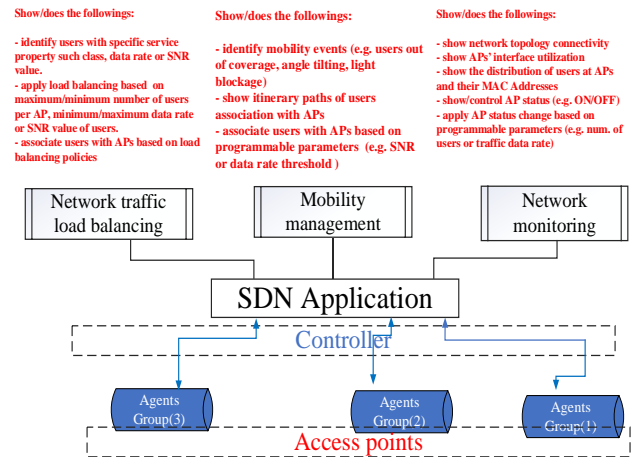 Show/does the followings:
- identify users with specific service
property such class, data rate or SNR
value.
- apply load balancing based on
maximum/minimum number of users
per AP, minimum/maximum data rate
or SNR value of users.
- associate users with APs based on load
balancing policies
Show/does the followings:
- identify mobility events (e.g. users out
of coverage, angle tilting, light
blockage)
- show itinerary paths of users
association with APs
- associate users with APs based on
programmable parameters (e.g. SNR
or data rate threshold )
Show/does the followings:
- show network topology connectivity
- show APs' interface utilization
- show the distribution of users at APs
and their MAC Addresses
- show/control AP status (e.g. ON/OFF)
- apply AP status change based on
programmable parameters (e.g. num. of
users or traffic data rate)
Network traffic
load balancing
Mobility
management
Network
monitoring
SDN Application
Controller
Agents
Group(3)
Agents
Group(2)
Agents
Group(1)
Access points